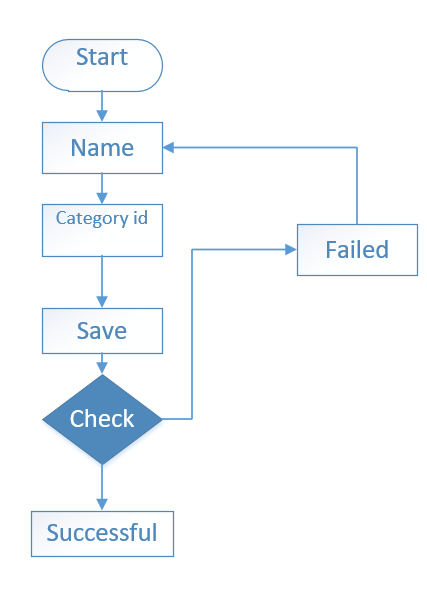 Start
Name
Category id
Failed
Save
Check
Successful